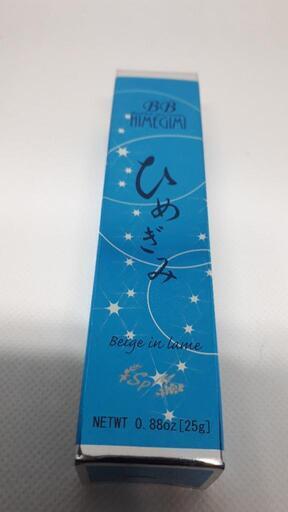 BB
HIMEGIMI
ひめぎみ
Beige in lame
Sp
NETWT 0.88oz[25g]